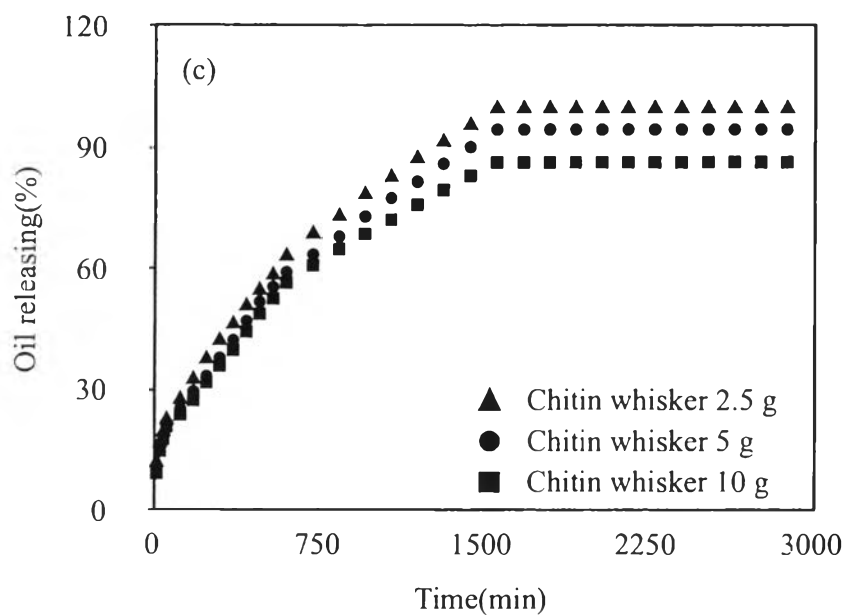 120
(c)
90
Oil releasing(%)
60
30
0
▲ Chitin whisker 2.5 g
● Chitin whisker 5 g
■ Chitin whisker 10 g
0 750 1500 2250 3000
Time(min)